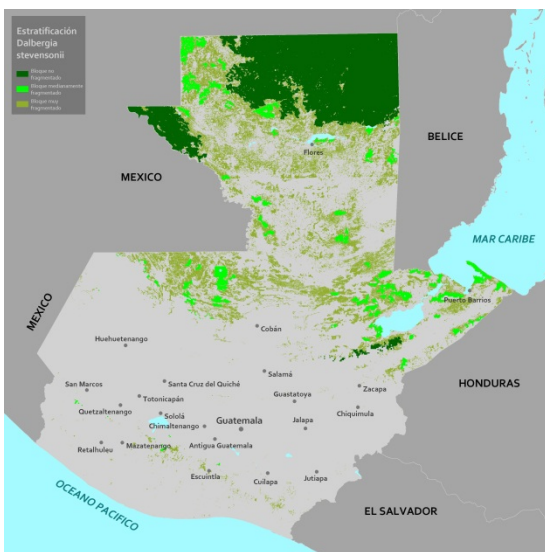 Estratificación
Dalbergia
stevensonii
Bloque no
fragmentado
Bloque medianamente
fragmentado
Bloque muy
fragmentado
BELICE
Flores
MEXICO
MAR CARIBE
Puerto Barrios
MEXICO
Cobán
Huehuetenango
HONDURAS
Salamá
San Marcos
Santa Cruz del Quiché
Zacapa
Totonicapán
Guastatoya
Quetzaltenango
Sololá
Chiquimula
Chimaltenango
Guatemala
Jalapa
Retalhuleu
Mazatenango
Antigua Guatemala
Escuintla
Cuilapa
Jutiapa
OCEANO PACIFICO
EL SALVADOR